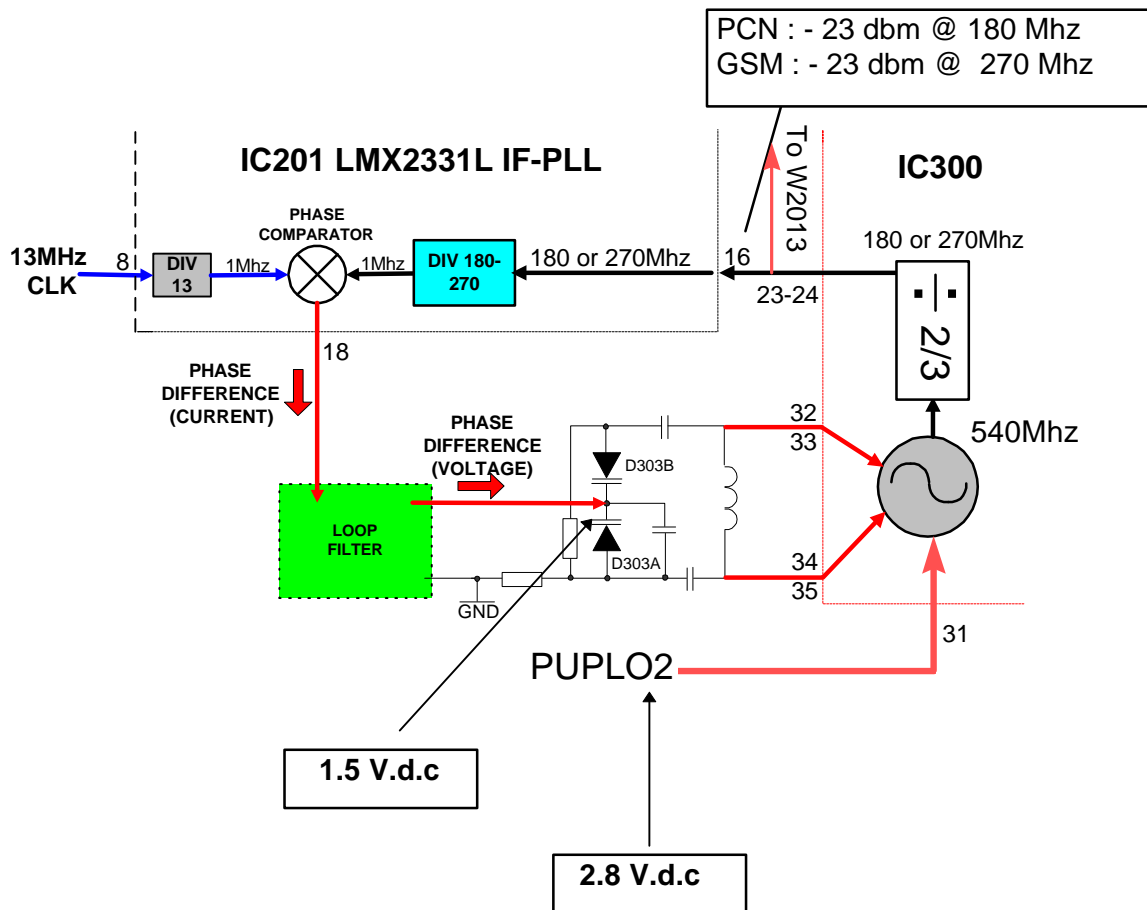 PCN : - 23 dbm @ 180 Mhz
GSM : - 23 dbm @  270 Mhz
To W2013
IC201 LMX2331L IF-PLL
IC300
PHASE
COMPARATOR
180 or 270Mhz
13MHz
CLK
8
DIV
13
1Mhz
1Mhz
DIV 180-
270
180 or 270Mhz
16
23-24
÷ 2/3
18
PHASE
DIFFERENCE
(CURRENT)
PHASE
DIFFERENCE
(VOLTAGE)
32
33
540Mhz
D303B
LOOP
FILTER
D303A
34
35
GND
31
PUPLO2
1.5 V.d.c
2.8 V.d.c